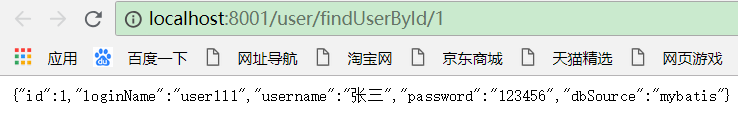 localhost:8001/user/findUserById/1
应用 百度一下 网址导航 淘宝网 京东商城 天猫精选 网页游戏
{"id":1,"loginName":"user111","username":"张三","password":"123456","dbSource":"mybatis"}